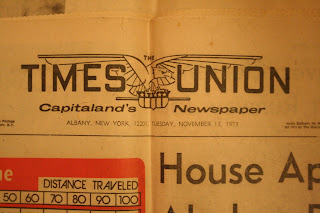 THE
TIMES UNION
Capitaland's Newspaper
ALBANY, NEW YORK, TUESDAY, NOVEMBER 13, 1973
DISTANCE TRAVELED
50 60 70 80 90 100
House Ap